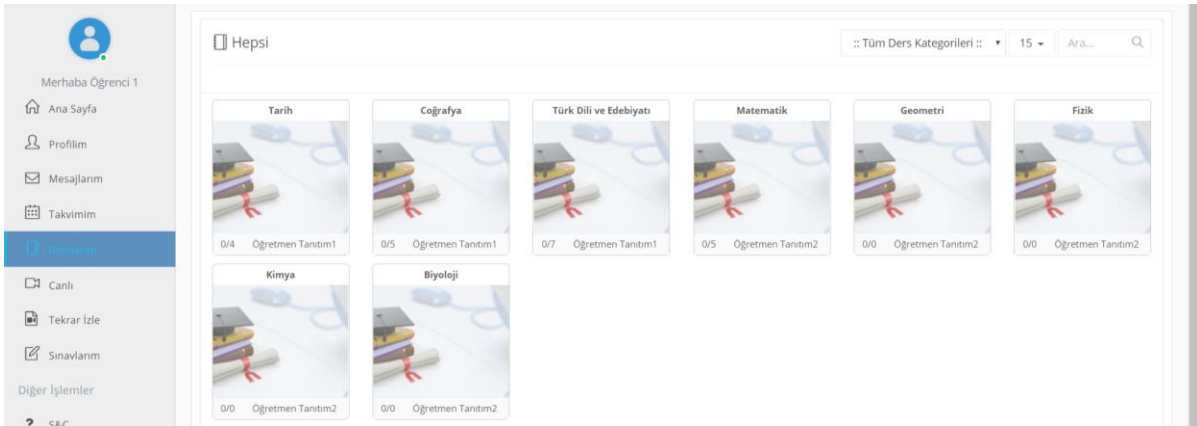 Merhaba Öğrenci 1
Ana Sayfa
Profilim
Mesajlarım
Takvimim
Derslerim
Canlı
Tekrar İzle
Sınavlarım
Diğer İşlemler
Hepsi
:: Tüm Ders Kategorileri ::
15
Ara...
Tarih
0/4 Öğretmen Tanıtım1
Coğrafya
0/5 Öğretmen Tanıtım1
Türk Dili ve Edebiyatı
0/7 Öğretmen Tanıtım1
Matematik
0/5 Öğretmen Tanıtım2
Geometri
0/0 Öğretmen Tanıtım2
Fizik
0/0 Öğretmen Tanıtım2
Kimya
0/0 Öğretmen Tanıtım2
Biyoloji
0/0 Öğretmen Tanıtım2